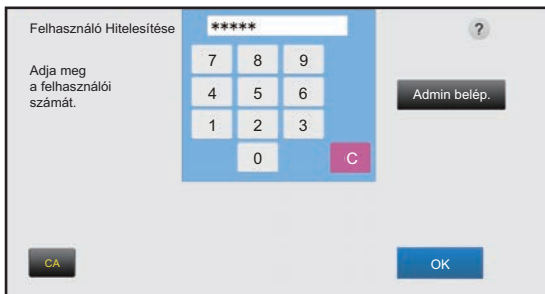 Felhasználó Hitelesítése
*****
?
Adja meg
a felhasználói
számát.
7 8 9
4 5 6
Admin belép.
1 2 3
0 C
CA
OK